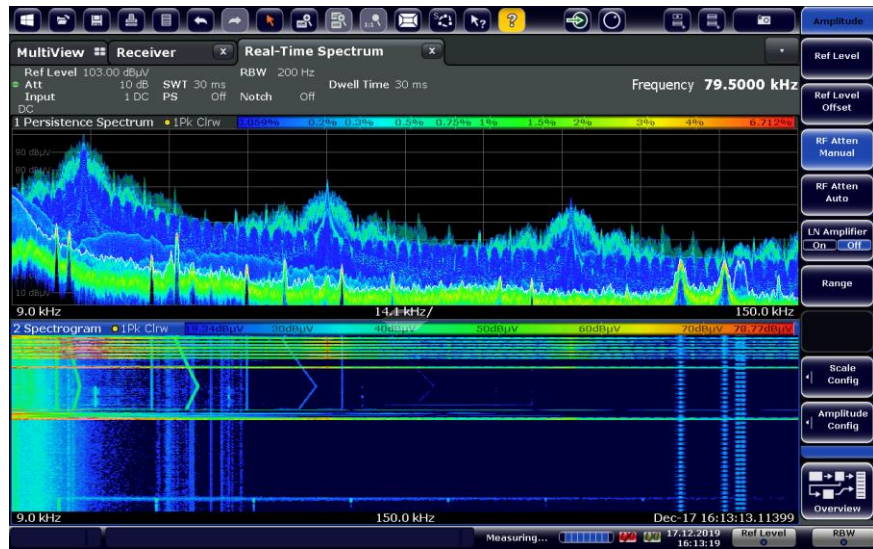 Amplitude
MultiView Receiver x Real-Time Spectrum x
Ref Level 103.00 dBµV RBW 200 Hz
Att 10 dB SWT 30 ms Dwell Time 30 ms Frequency 79.5000 kHz
Input 1 DC PS Off Notch Off
DC
1 Persistence Spectrum 1Pk Clrw 0.059% 0.2% 0.3% 0.5% 0.75% 1% 1.5% 2% 3% 4% 6.712%
90 dBµV
80 dBµV
10 dBµV
9.0 kHz 14.1 kHz/ 150.0 kHz
2 Spectrogram 1Pk Clrw 19.34dBµV 30dBµV 40dBµV 50dBµV 60dBµV 70dBµV 78.77dBµV
9.0 kHz 150.0 kHz Dec-17 16:13:13.11399
Measuring... 17.12.2019 Ref Level RBW
16:13:19
Ref Level
Ref Level
Offset
RF Atten
Manual
RF Atten
Auto
LN Amplifier
On Off
Range
Scale
Config
Amplitude
Config
Overview